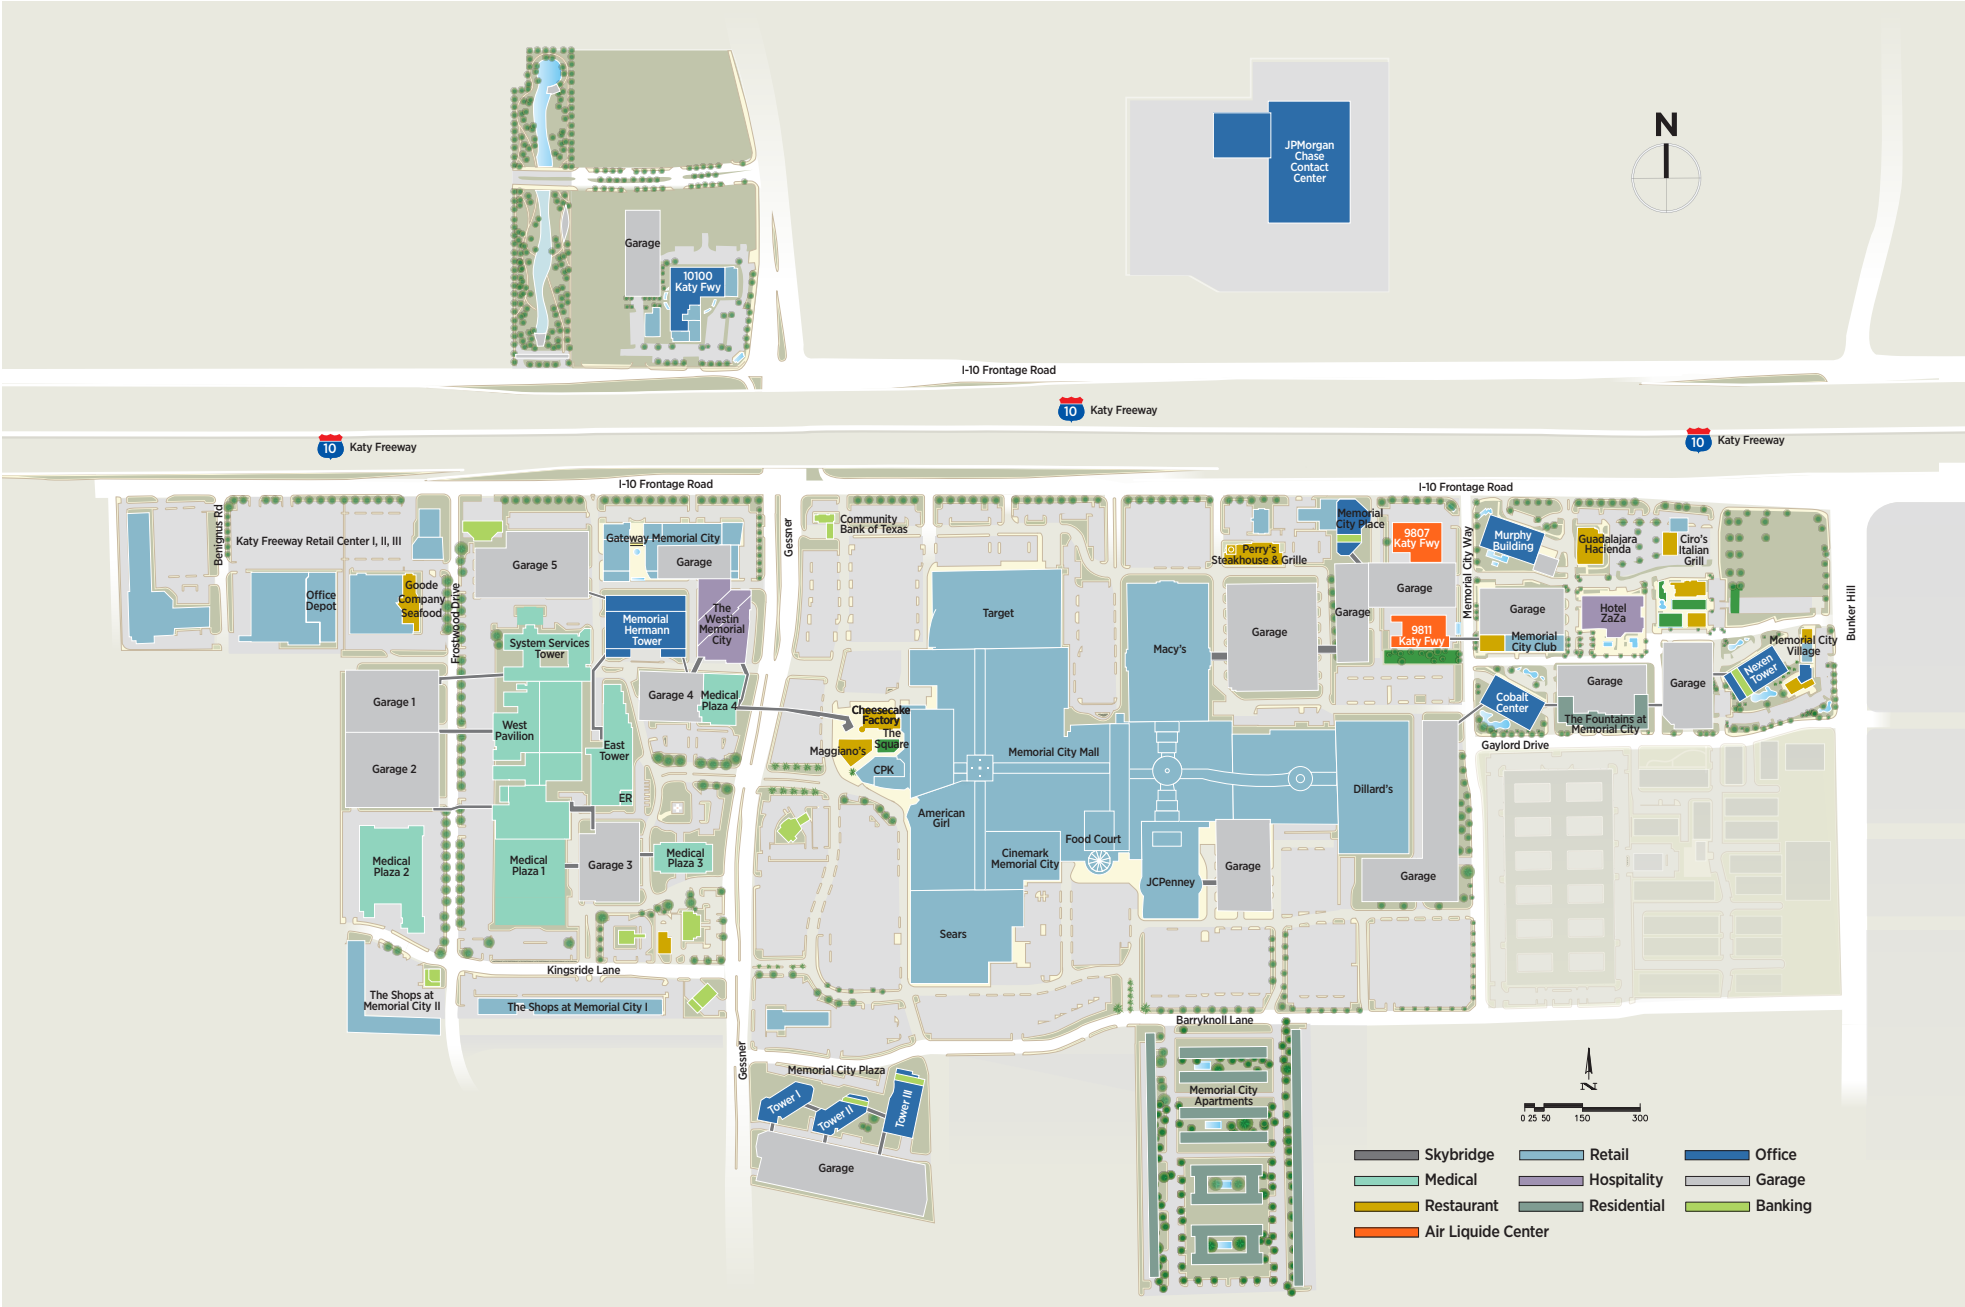 N
JPMorgan
Chase
Contact
Center
Garage
10100
Katy Fwy
I-10 Frontage Road
10 Katy Freeway
10 Katy Freeway
10 Katy Freeway
I-10 Frontage Road
I-10 Frontage Road
Benignus Rd
Katy Freeway Retail Center I, II, III
Office
Depot
Goode
Company
Seafood
Frostwood Drive
Garage 5
Gateway Memorial City
Garage
Memorial
Hermann
Tower
The
Westin
Memorial
City
System Services
Tower
Garage 4
Medical
Plaza 4
Garage 1
Garage 2
West
Pavilion
East
Tower
ER
Medical
Plaza 2
Medical
Plaza 1
Garage 3
Medical
Plaza 3
Kingsride Lane
The Shops at
Memorial City II
The Shops at Memorial City I
Gessner
Gessner
Community
Bank of Texas
Target
Macy's
Cheesecake
Factory
The
Square
Maggiano's
CPK
Memorial City Mall
American
Girl
Cinemark
Memorial City
Food Court
JCPenney
Sears
Garage
Dillard's
Garage
Perry's
Steakhouse & Grille
Garage
Memorial
City Place
9807
Katy Fwy
Garage
Garage
9811
Katy Fwy
Memorial City Way
Murphy
Building
Guadalajara
Hacienda
Ciro's
Italian
Grill
Garage
Memorial
City Club
Hotel
ZaZa
Bunker Hill
Memorial City
Village
Nexen
Tower
Garage
Garage
Cobalt
Center
The Fountains at
Memorial City
Gaylord Drive
Barryknoll Lane
Memorial City Plaza
Tower I
Tower II
Tower III
Garage
Memorial City
Apartments
N
0 25 50 150 300
Skybridge
Retail
Office
Medical
Hospitality
Garage
Restaurant
Residential
Banking
Air Liquide Center